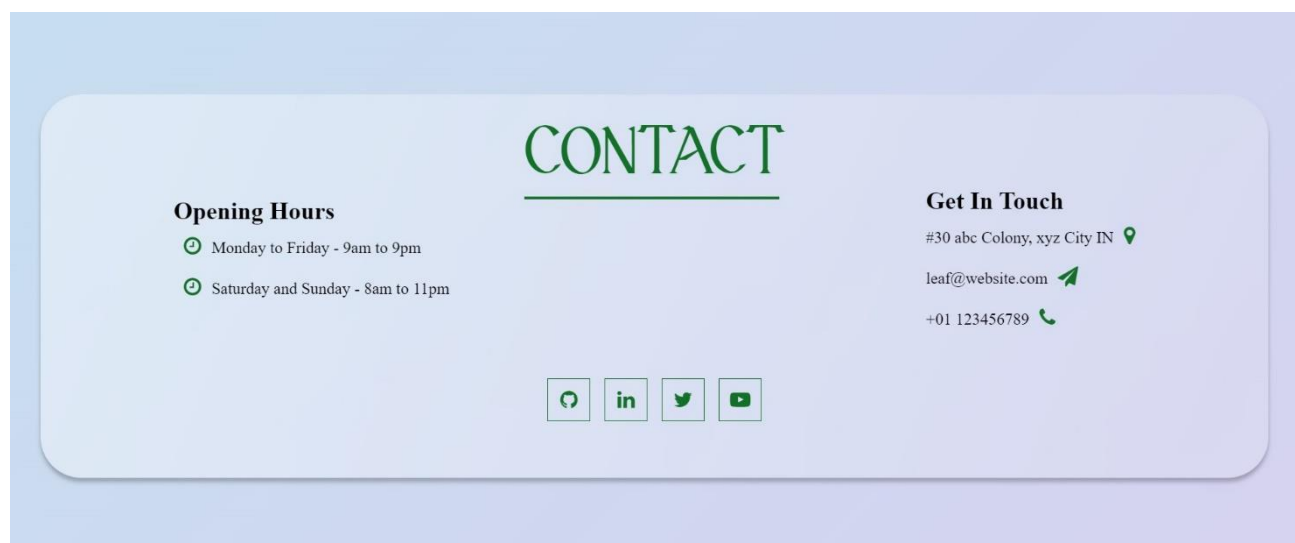 CONTACT
Opening Hours
Monday to Friday - 9am to 9pm
Saturday and Sunday - 8am to 11pm
Get In Touch
#30 abc Colony, xyz City IN
leaf@website.com
+01 123456789
in